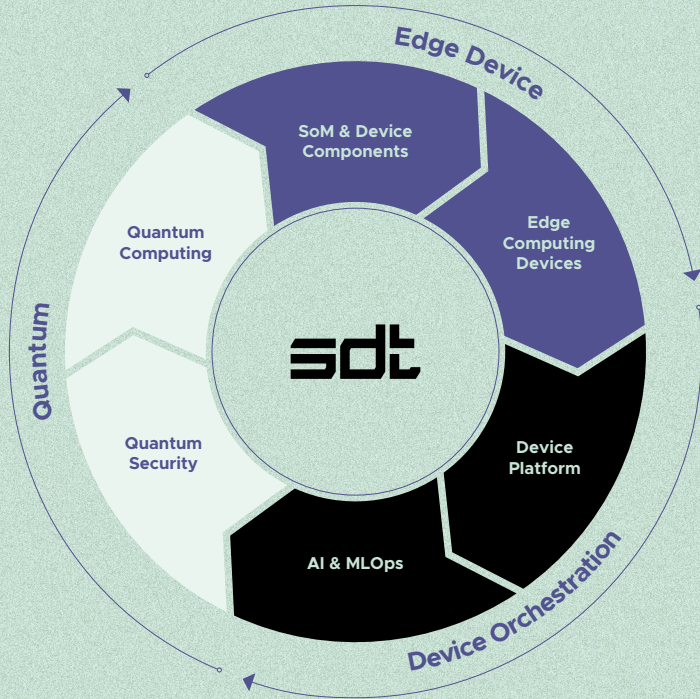 Edge Device
SoM & Device
Components
Edge
Computing
Devices
Quantum
Computing
Quantum
sdt
Quantum
Security
Device
Platform
AI & MLOps
Device Orchestration